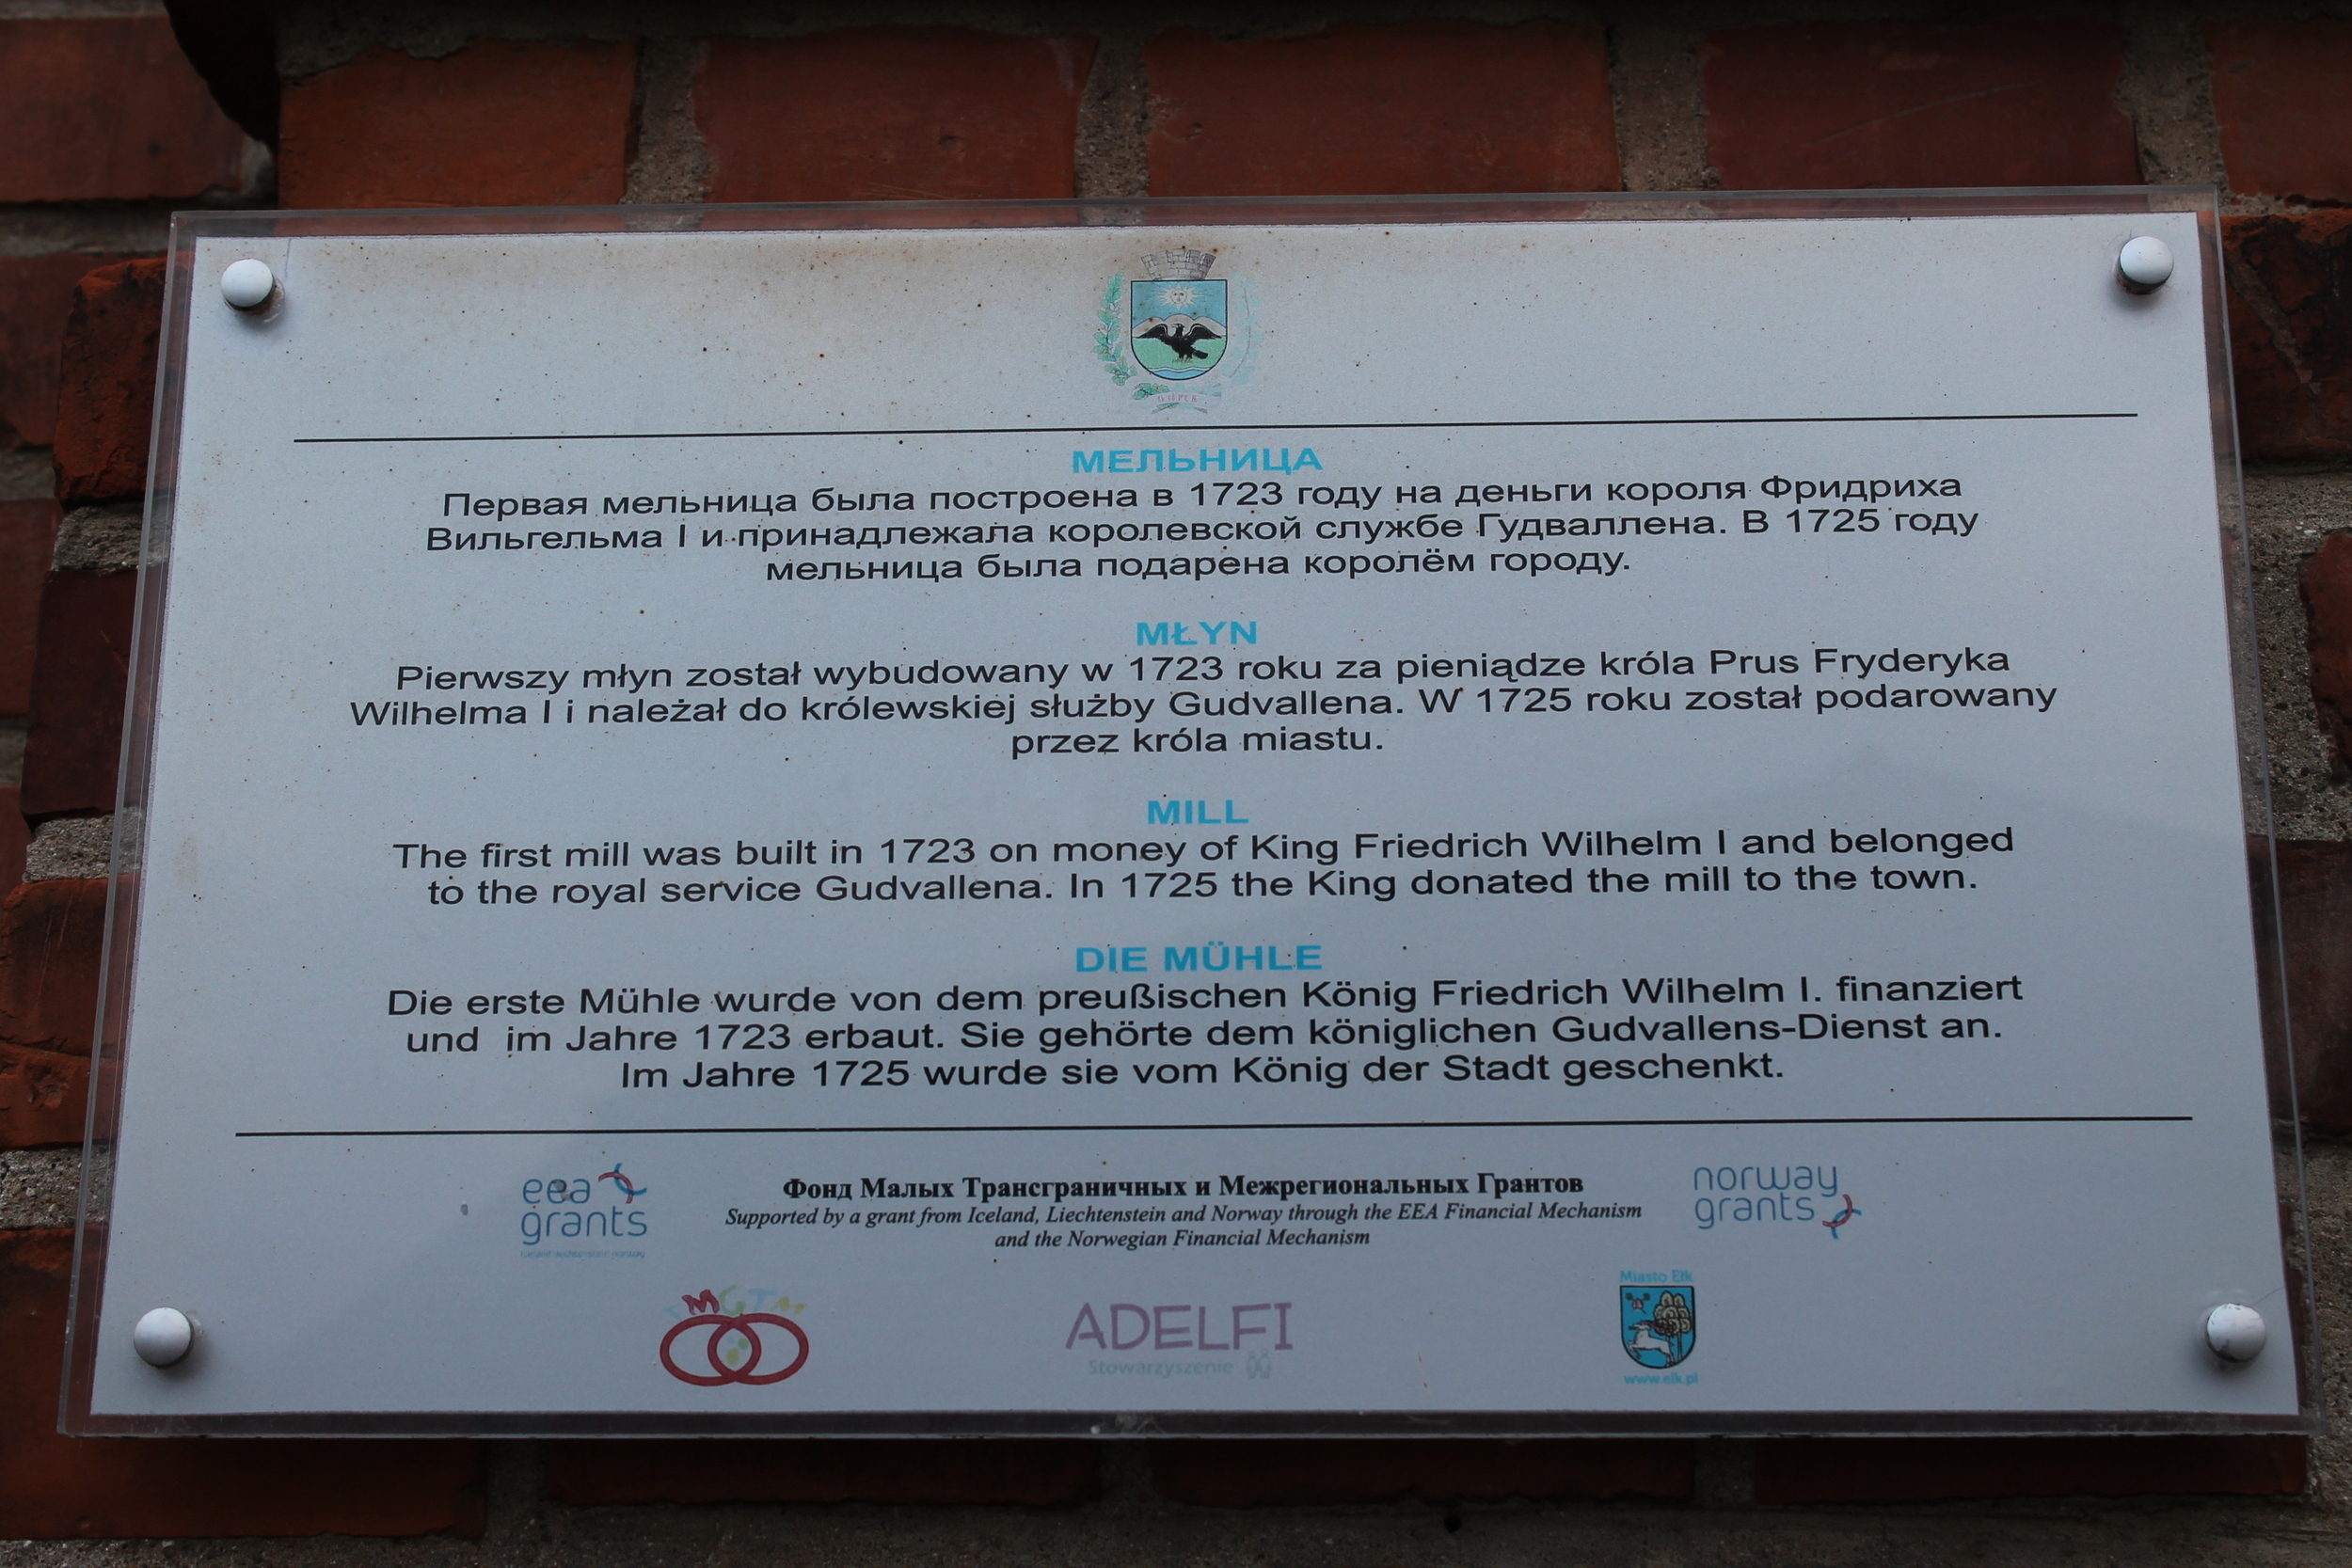 ОЗЕРСК
МЕЛЬНИЦА
Первая мельница была построена в 1723 году на деньги короля Фридриха
Вильгельма I и принадлежала королевской службе Гудваллена. В 1725 году
мельница была подарена королём городу.
MŁYN
Pierwszy młyn został wybudowany w 1723 roku za pieniądze króla Prus Fryderyka
Wilhelma I i należał do królewskiej służby Gudvallena. W 1725 roku został podarowany
przez króla miastu.
MILL
The first mill was built in 1723 on money of King Friedrich Wilhelm I and belonged
to the royal service Gudvallena. In 1725 the King donated the mill to the town.
DIE MÜHLE
Die erste Mühle wurde von dem preußischen König Friedrich Wilhelm I. finanziert
und im Jahre 1723 erbaut. Sie gehörte dem königlichen Gudvallens-Dienst an.
Im Jahre 1725 wurde sie vom König der Stadt geschenkt.
eea
grants
Фонд Малых Трансграничных и Межрегиональных Грантов
Supported by a grant from Iceland, Liechtenstein and Norway through the EEA Financial Mechanism
and the Norwegian Financial Mechanism
norway
grants
ADELFI
Stowarzyszenie
Miasto Ełk
www.elk.pl